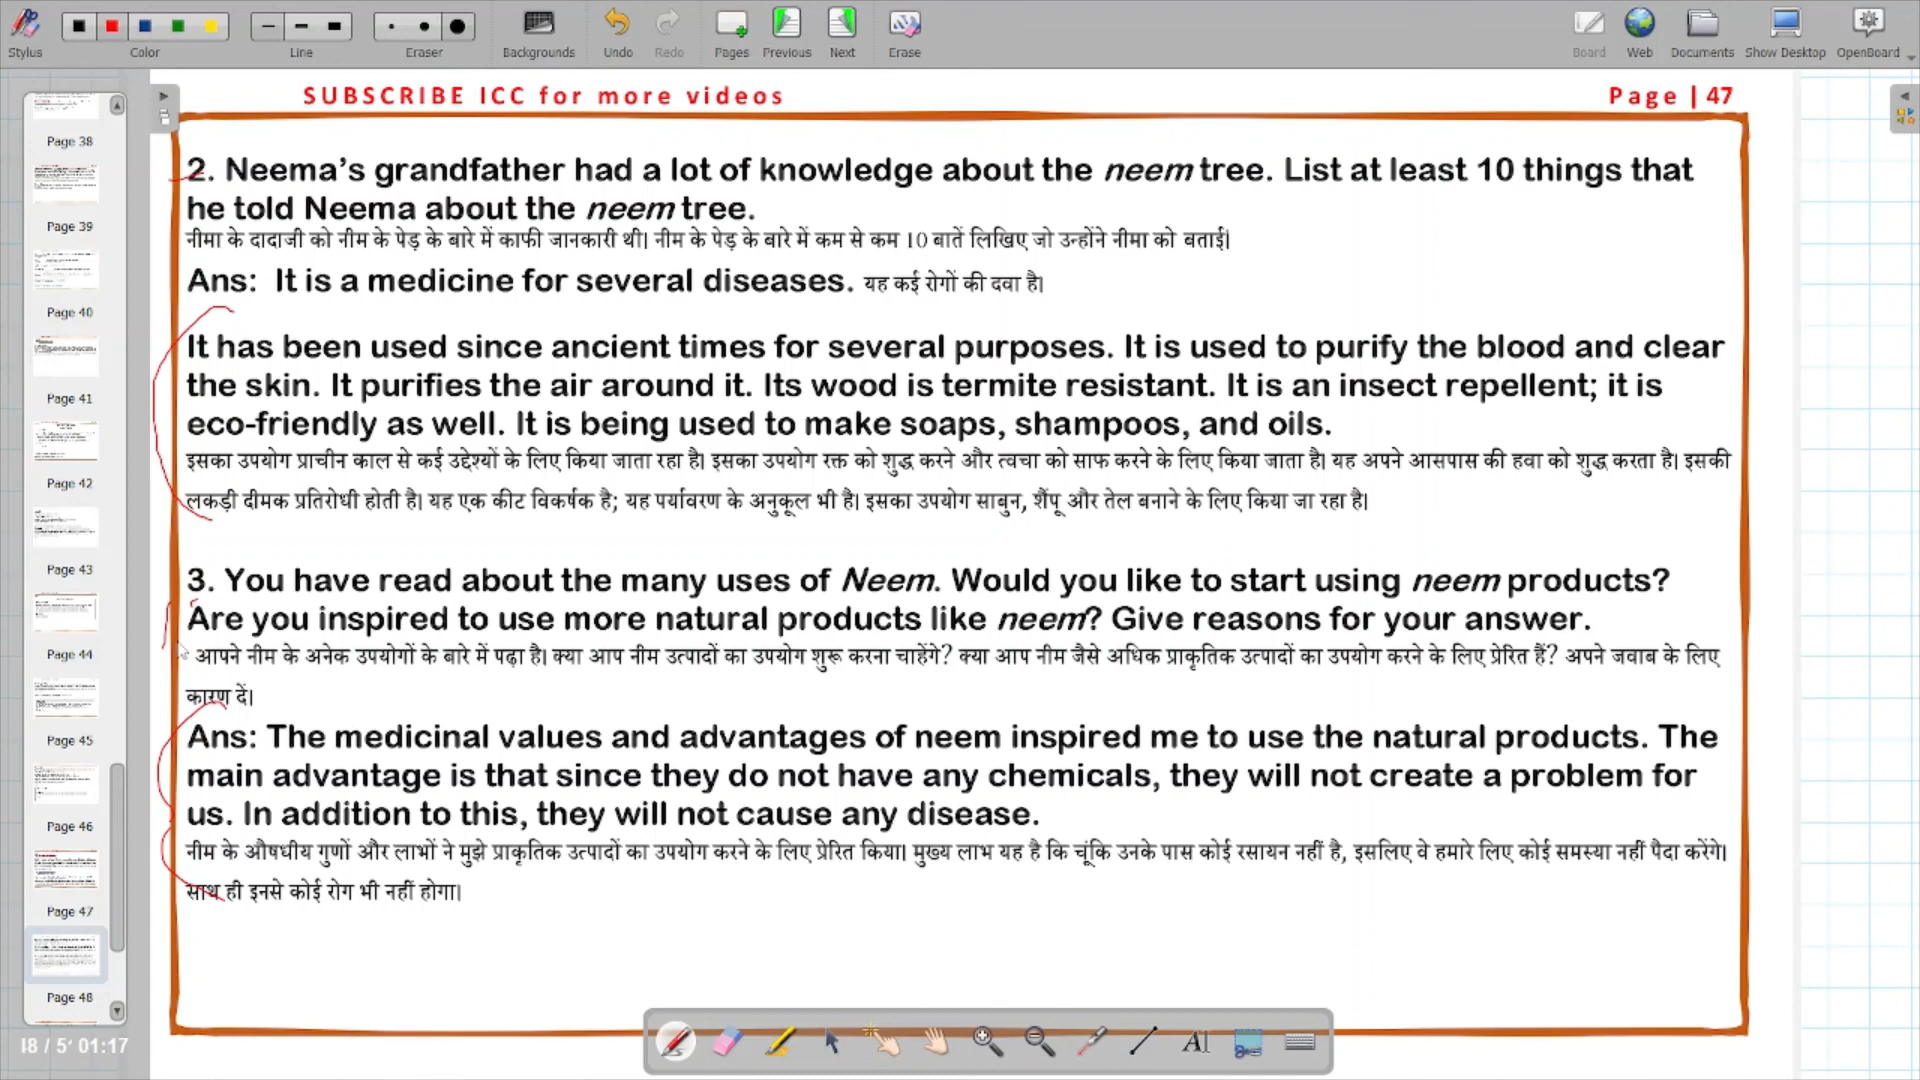 Stylus
Color
Line
Eraser
Backgrounds
Undo
Redo
Pages
Previous
Next
Erase
Board
Web
Documents
Show Desktop
OpenBoard
SUBSCRIBE ICC for more videos
Page | 47
2. Neema's grandfather had a lot of knowledge about the neem tree. List at least 10 things that
he told Neema about the neem tree.
नीमा के दादाजी को नीम के पेड़ के बारे में काफी जानकारी थी। नीम के पेड़ के बारे में कम से कम 10 बातें लिखिए जो उन्होंने नीमा को बताई।
Ans: It is a medicine for several diseases. यह कई रोगों की दवा है।
It has been used since ancient times for several purposes. It is used to purify the blood and clear
the skin. It purifies the air around it. Its wood is termite resistant. It is an insect repellent; it is
eco-friendly as well. It is being used to make soaps, shampoos, and oils.
इसका उपयोग प्राचीन काल से कई उद्देश्यों के लिए किया जाता रहा है। इसका उपयोग रक्त को शुद्ध करने और त्वचा को साफ करने के लिए किया जाता है। यह अपने आसपास की हवा को शुद्ध करता है। इसकी
लकड़ी दीमक प्रतिरोधी होती है। यह एक कीट विकर्षक है; यह पर्यावरण के अनुकूल भी है। इसका उपयोग साबुन, शैंपू और तेल बनाने के लिए किया जा रहा है।
3. You have read about the many uses of Neem. Would you like to start using neem products?
Are you inspired to use more natural products like neem? Give reasons for your answer.
आपने नीम के अनेक उपयोगों के बारे में पढ़ा है। क्या आप नीम उत्पादों का उपयोग शुरू करना चाहेंगे? क्या आप नीम जैसे अधिक प्राकृतिक उत्पादों का उपयोग करने के लिए प्रेरित हैं? अपने जवाब के लिए
कारण दें।
Ans: The medicinal values and advantages of neem inspired me to use the natural products. The
main advantage is that since they do not have any chemicals, they will not create a problem for
us. In addition to this, they will not cause any disease.
नीम के औषधीय गुणों और लाभों ने मुझे प्राकृतिक उत्पादों का उपयोग करने के लिए प्रेरित किया। मुख्य लाभ यह है कि चूंकि उनके पास कोई रसायन नहीं है, इसलिए वे हमारे लिए कोई समस्या नहीं पैदा करेंगे।
साथ ही इनसे कोई रोग भी नहीं होगा।
Page 38
Page 39
Page 40
Page 41
Page 42
Page 43
Page 44
Page 45
Page 46
Page 47
Page 48
01:17